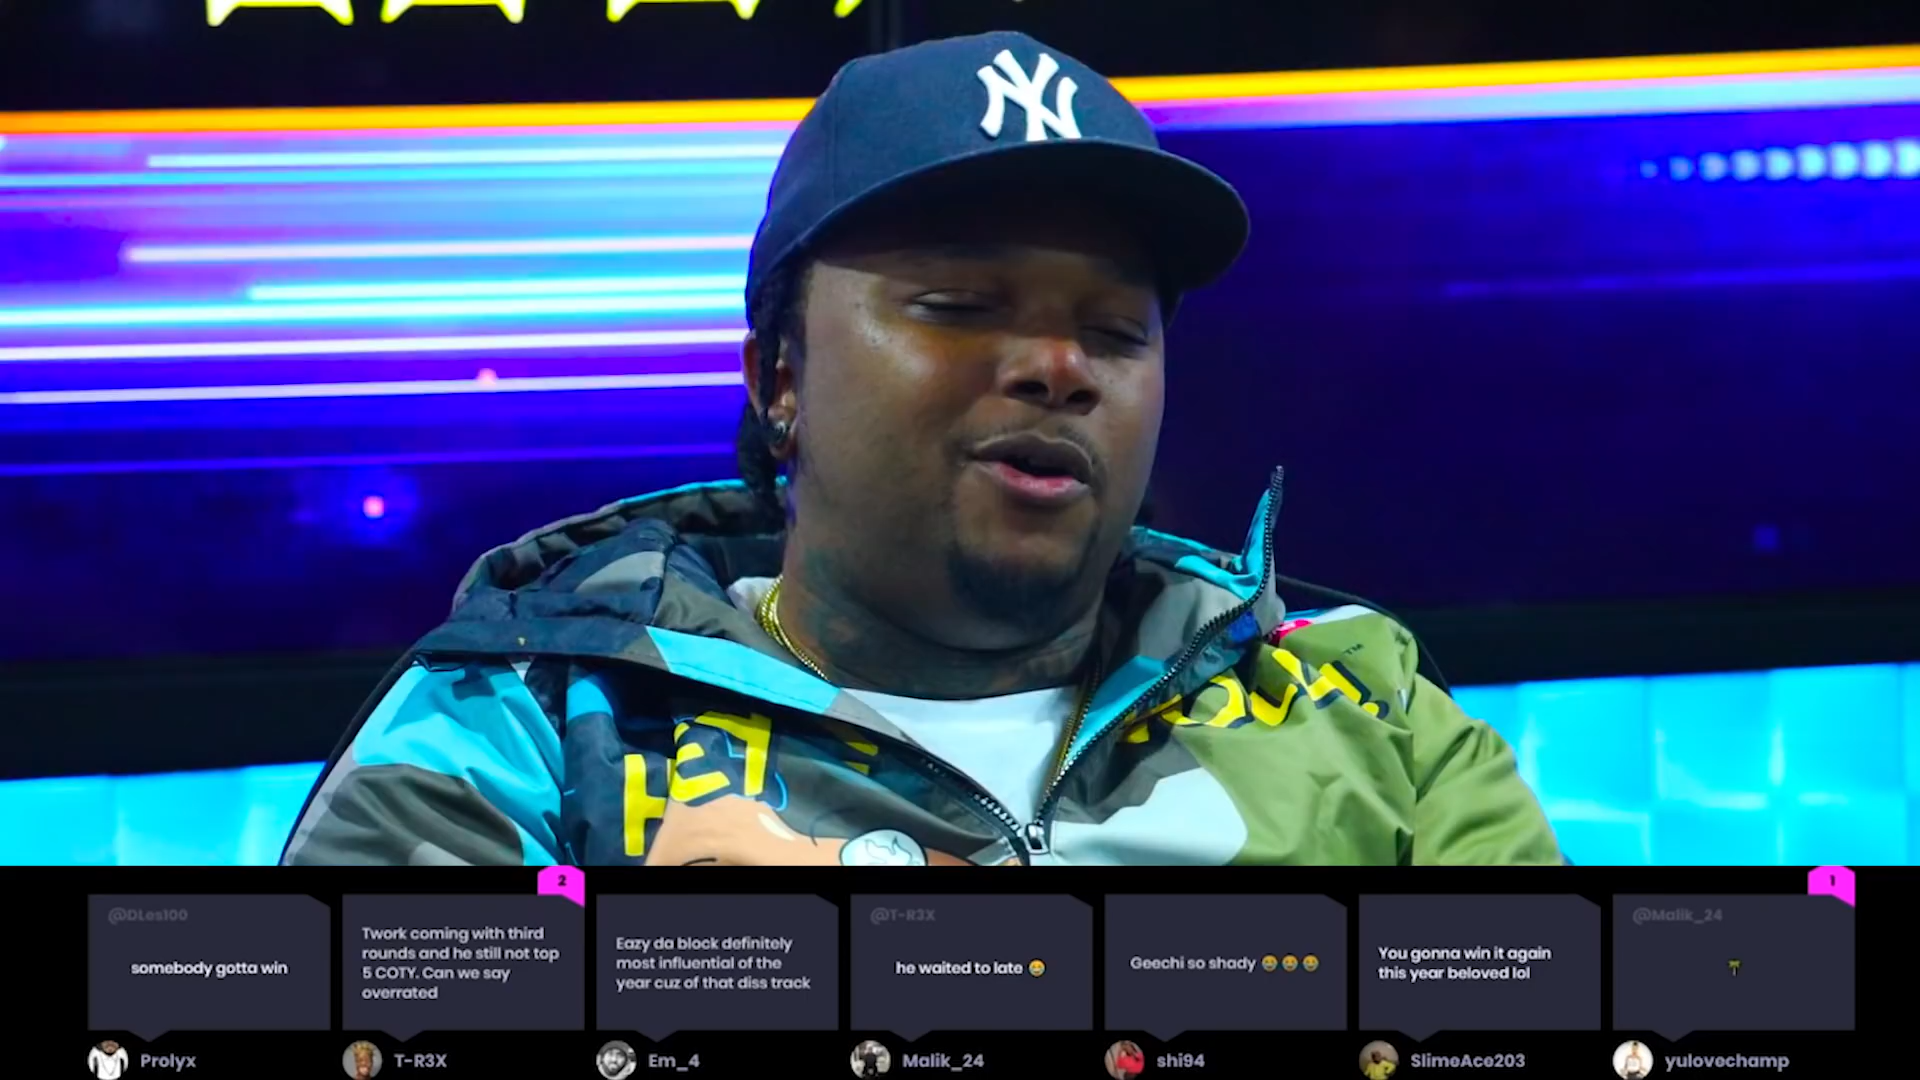 NY
HEY
™
2
1
@DLes100
somebody gotta win
Prolyx
Twork coming with third
rounds and he still not top
5 COTY. Can we say
overrated
T-R3X
Eazy da block definitely
most influential of the
year cuz of that diss track
Em_4
@T-R3X
he waited to late 😂
Malik_24
Geechi so shady 😂 😂 😂
shi94
You gonna win it again
this year beloved lol
SlimeAce203
@Malik_24
🌴
yulovechamp